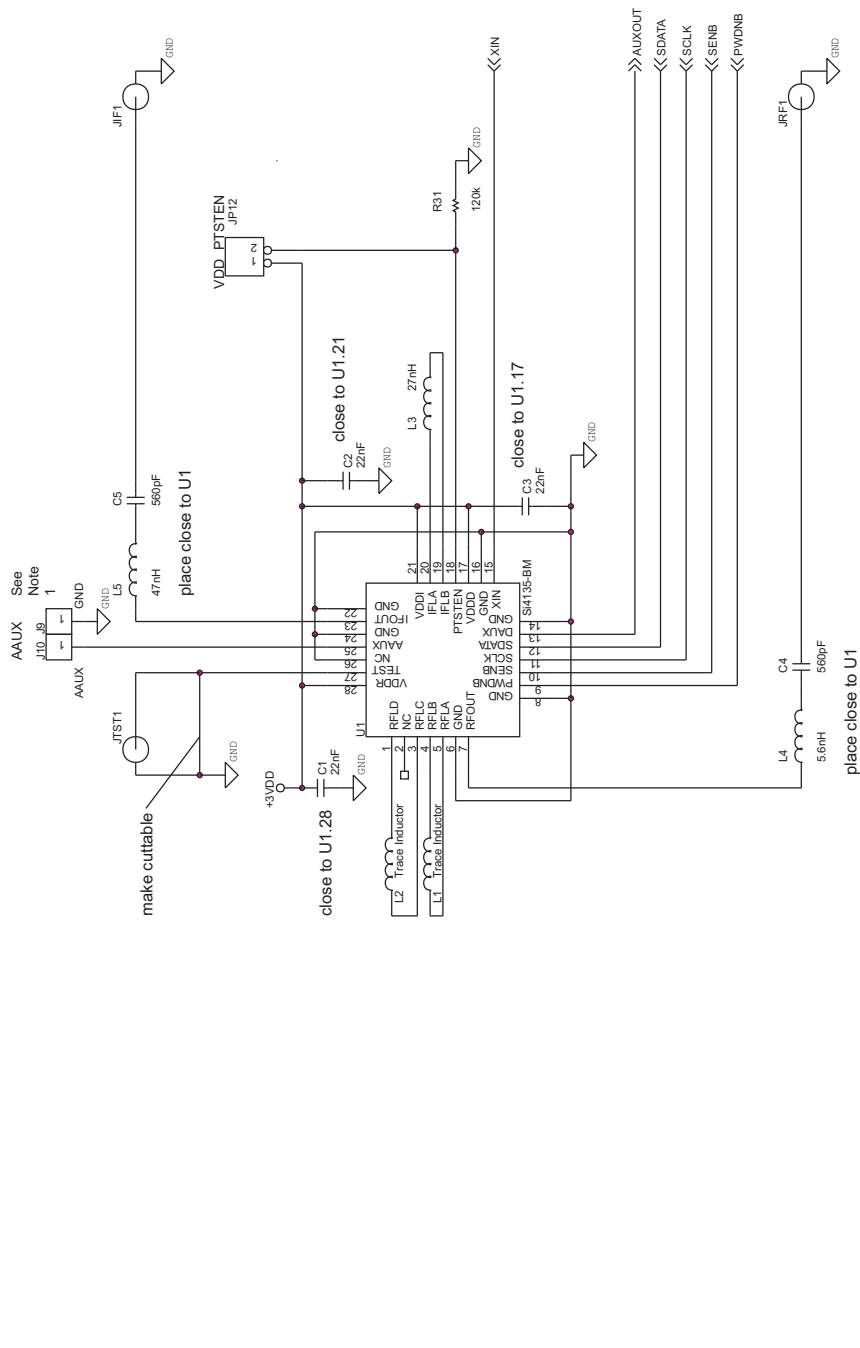 JIF1
GND
VDD PTSTEN
JP12
1 2
R31
120k
GND
XIN
AUXOUT
SDATA
SCLK
SENB
PWDNB
JRF1
GND
C5
560pF
L5
47nH
place close to U1
AAUX
See
Note
1
J10 J9
1 1
GND
GND
AAUX
JTST1
GND
make cuttable
+3VDD
C1
22nF
GND
close to U1.28
C2
22nF
GND
close to U1.21
L3
27nH
close to U1.17
C3
22nF
GND
L2
Trace Inductor
L1
Trace Inductor
U1
Si4135-BM
1 RFLD
2 NC
3 RFLC
4 RFLB
5 RFLA
6 GND
7 RFOUT
8 GND
9 PWDNB
10 SENB
11 SCLK
12 SDATA
13 DAUX
14 GND
15 XIN
16 GND
17 VDDD
18 PTSTEN
19 IFLB
20 IFLA
21 VDDI
22 GND
23 IFOUT
24 GND
25 AAUX
26 NC
27 TEST
28 VDDR
L4
5.6nH
C4
560pF
place close to U1